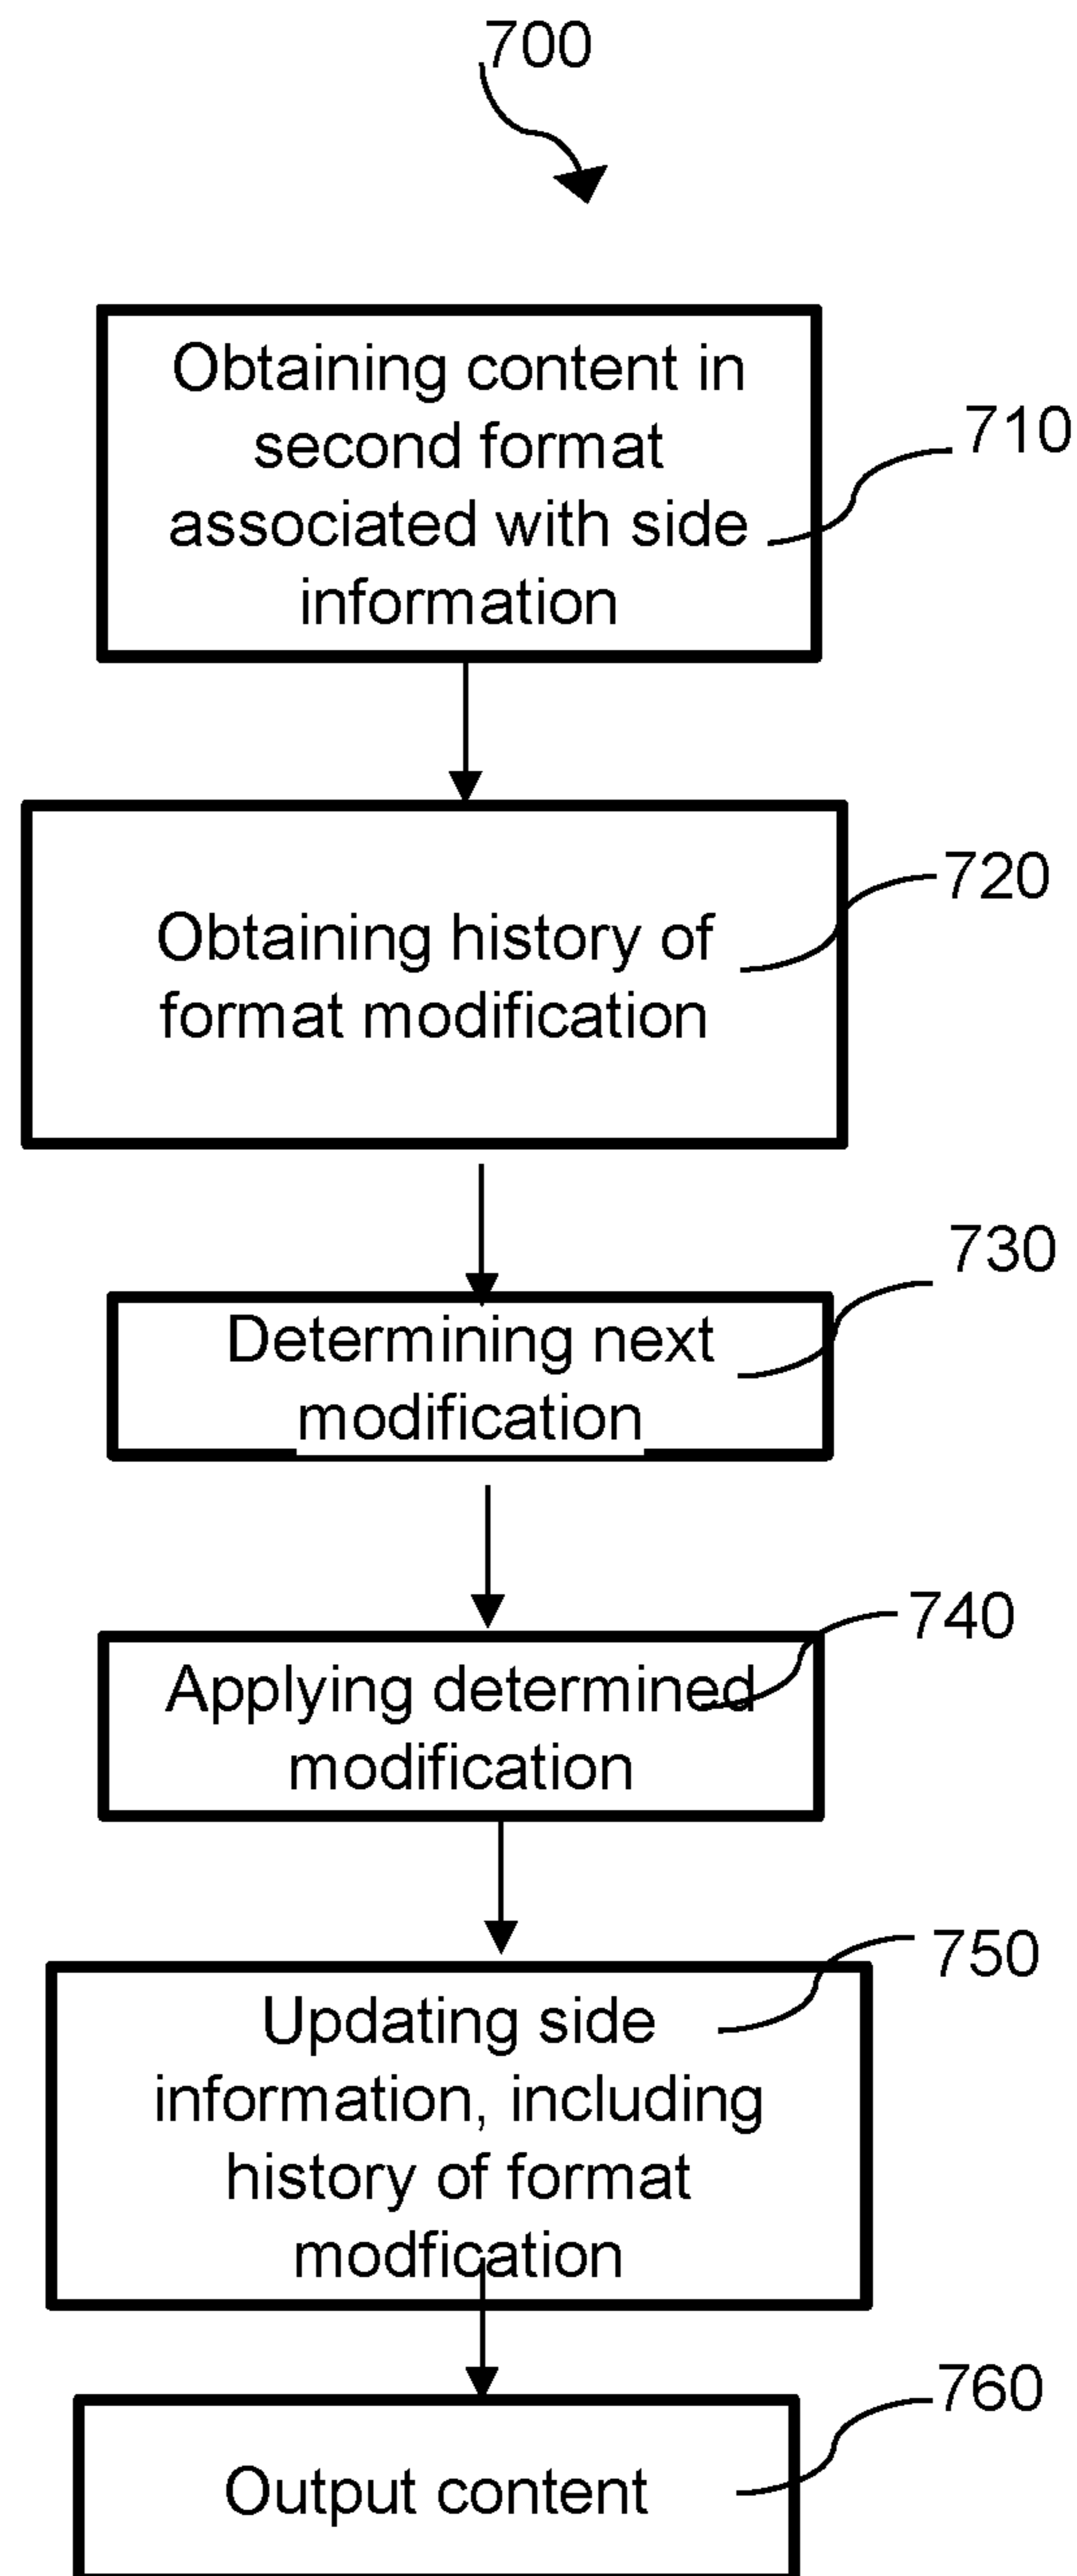 700
Obtaining content in
second format
associated with side
information
710
Obtaining history of
format modification
720
Determining next
modification
730
Applying determined
modification
740
Updating side
information, including
history of format
modfication
750
Output content
760